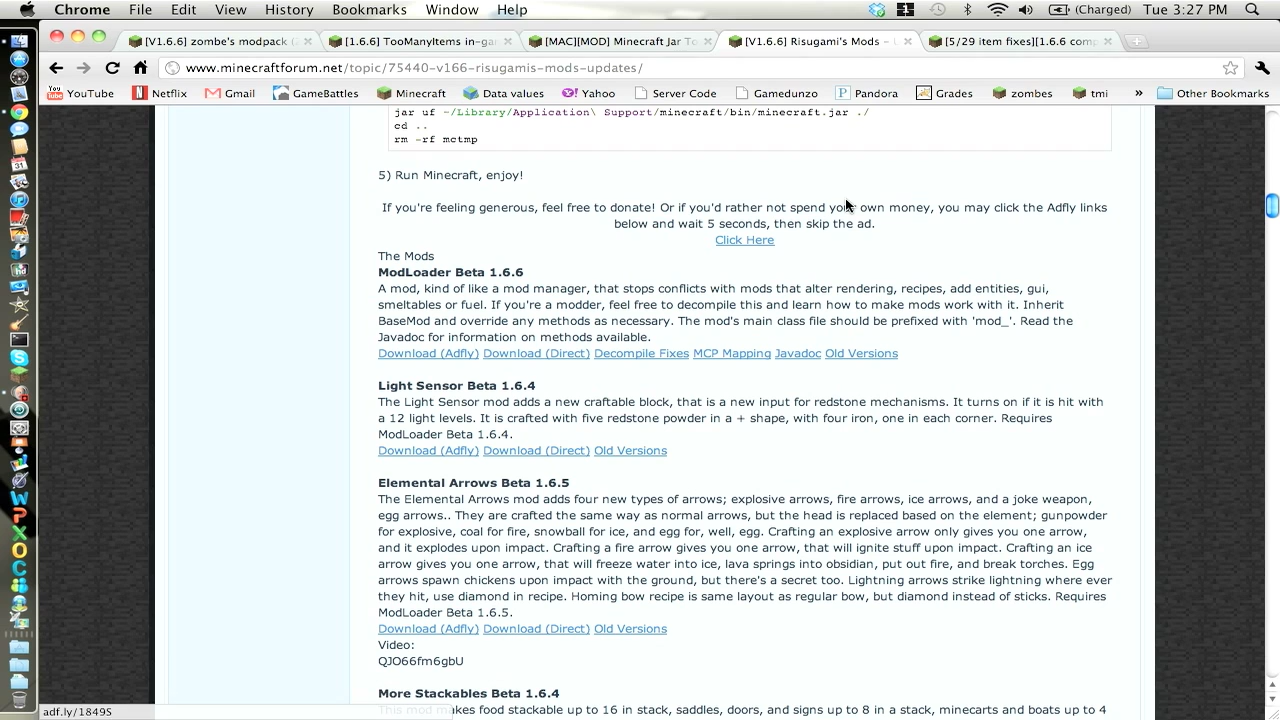 Chrome File Edit View History Bookmarks Window Help (Charged) Tue 3:27 PM
[V1.6.6] zombe's modpack ( [1.6.6] TooManyItems in-gar [MAC][MOD] Minecraft Jar To [V1.6.6] Risugami's Mods – U [5/29 item fixes][1.6.6 comp
www.minecraftforum.net/topic/75440-v166-risugamis-mods-updates/
YouTube Netflix Gmail GameBattles Minecraft Data values Yahoo Server Code Gamedunzo Pandora Grades zombes tmi » Other Bookmarks
jar uf ~/Library/Application\ Support/minecraft/bin/minecraft.jar ./
cd ..
rm -rf mctmp
5) Run Minecraft, enjoy!
If you're feeling generous, feel free to donate! Or if you'd rather not spend your own money, you may click the Adfly links
below and wait 5 seconds, then skip the ad.
Click Here
The Mods
ModLoader Beta 1.6.6
A mod, kind of like a mod manager, that stops conflicts with mods that alter rendering, recipes, add entities, gui,
smeltables or fuel. If you're a modder, feel free to decompile this and learn how to make mods work with it. Inherit
BaseMod and override any methods as necessary. The mod's main class file should be prefixed with 'mod_'. Read the
Javadoc for information on methods available.
Download (Adfly) Download (Direct) Decompile Fixes MCP Mapping Javadoc Old Versions
Light Sensor Beta 1.6.4
The Light Sensor mod adds a new craftable block, that is a new input for redstone mechanisms. It turns on if it is hit with
a 12 light levels. It is crafted with five redstone powder in a + shape, with four iron, one in each corner. Requires
ModLoader Beta 1.6.4.
Download (Adfly) Download (Direct) Old Versions
Elemental Arrows Beta 1.6.5
The Elemental Arrows mod adds four new types of arrows; explosive arrows, fire arrows, ice arrows, and a joke weapon,
egg arrows.. They are crafted the same way as normal arrows, but the head is replaced based on the element; gunpowder
for explosive, coal for fire, snowball for ice, and egg for, well, egg. Crafting an explosive arrow only gives you one arrow,
and it explodes upon impact. Crafting a fire arrow gives you one arrow, that will ignite stuff upon impact. Crafting an ice
arrow gives you one arrow, that will freeze water into ice, lava springs into obsidian, put out fire, and break torches. Egg
arrows spawn chickens upon impact with the ground, but there's a secret too. Lightning arrows strike lightning where ever
they hit, use diamond in recipe. Homing bow recipe is same layout as regular bow, but diamond instead of sticks. Requires
ModLoader Beta 1.6.5.
Download (Adfly) Download (Direct) Old Versions
Video:
QJO66fm6gbU
More Stackables Beta 1.6.4
This mod makes food stackable up to 16 in stack, saddles, doors, and signs up to 8 in a stack, minecarts and boats up to 4
adf.ly/1849S